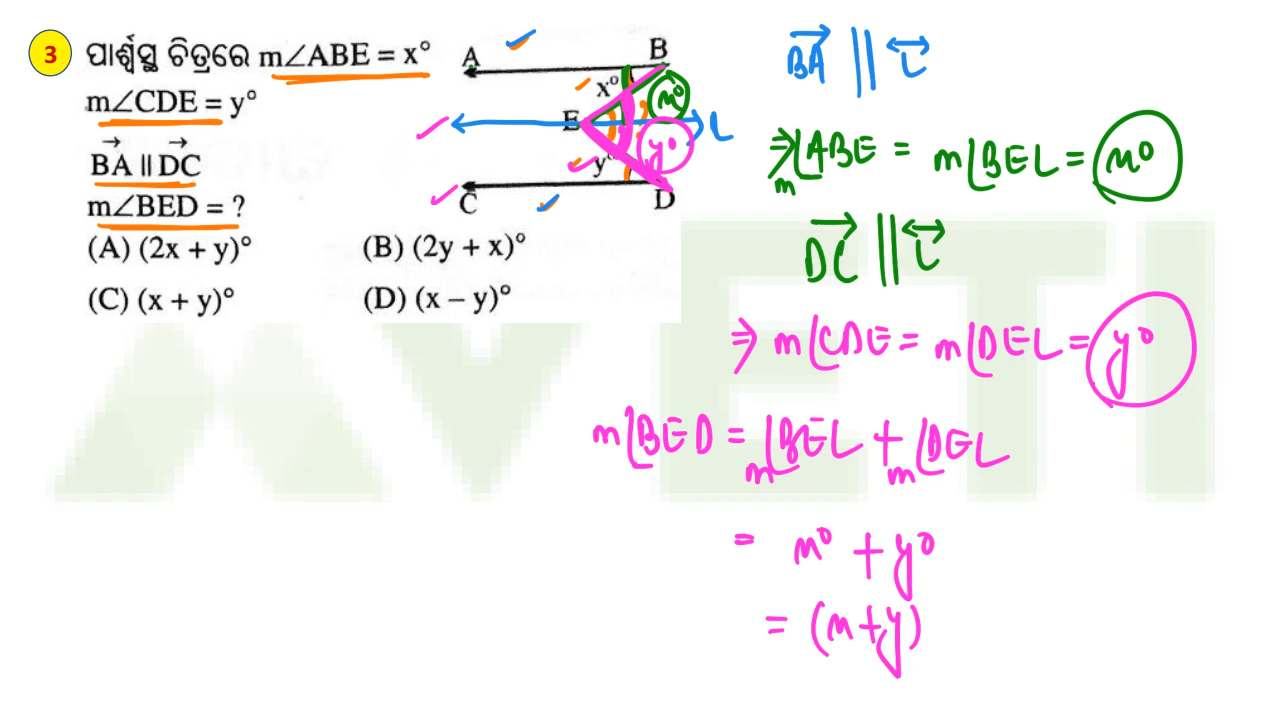 3 ପାର୍ଶ୍ୱସ୍ଥ ଚିତ୍ରରେ m∠ABE = x°
m∠CDE = y°
BA || DC
m∠BED = ?
(A) (2x + y)° (B) (2y + x)°
(C) (x + y)° (D) (x – y)°
A B
x° x°
E L
y° y°
C D
BA || L
⇒ m∠ABE = m∠BEL = x°
DC || L
⇒ m∠CDE = m∠DEL = y°
m∠BED = m∠BEL + m∠DEL
= x° + y°
= (x + y)
AVETI